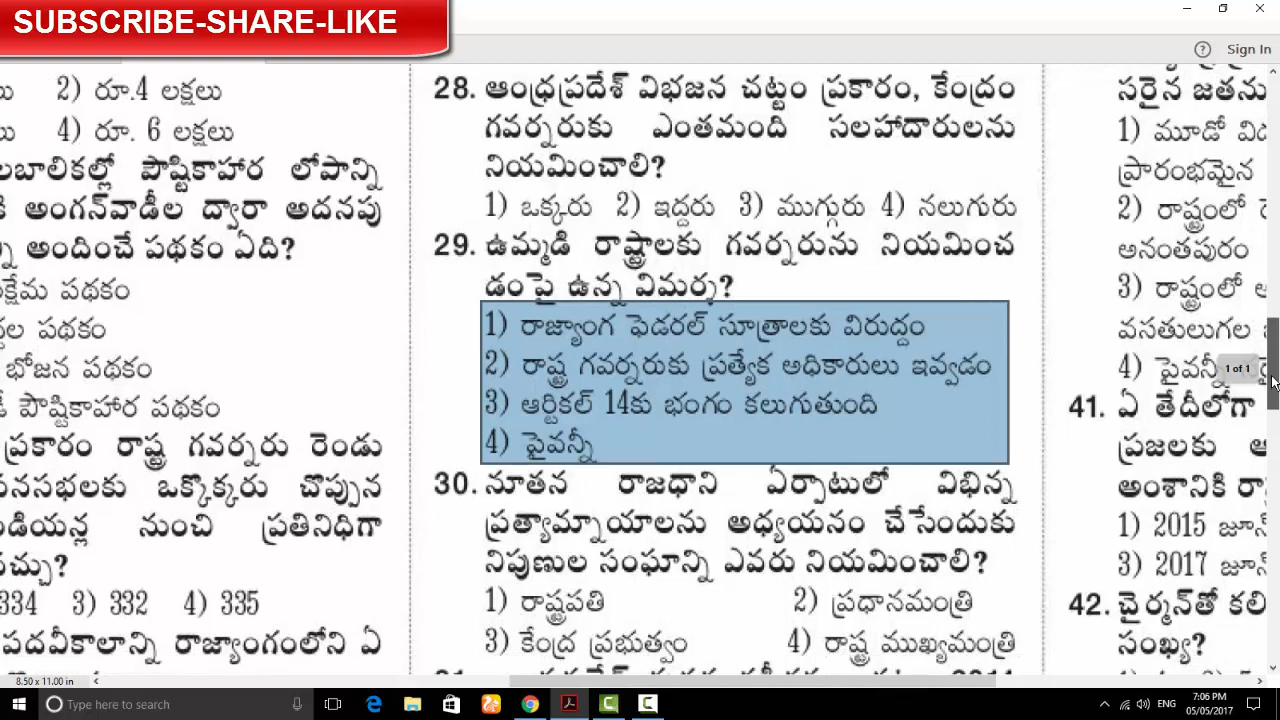 SUBSCRIBE-SHARE-LIKE
Sign In
2) రూ.4 లక్షలు
4) రూ. 6 లక్షలు
పౌష్టికాహార లోపాన్ని
అంగన్‌వాడీల ద్వారా అదనపు
అందించే పథకం ఏది?
పథకం
పథకం
భోజన పథకం
పౌష్టికాహార పథకం
ప్రకారం రాష్ట్ర గవర్నరు రెండు
ఒక్కొక్కరు చొప్పున
నుంచి ప్రతినిధిగా
334 3) 332 4) 335
పదవీకాలాన్ని రాజ్యాంగంలోని ఏ
28. ఆంధ్రప్రదేశ్ విభజన చట్టం ప్రకారం, కేంద్రం
గవర్నరుకు ఎంతమంది సలహాదారులను
నియమించాలి?
1) ఒక్కరు 2) ఇద్దరు 3) ముగ్గురు 4) నలుగురు
29. ఉమ్మడి రాష్ట్రాలకు గవర్నరును నియమించ
డంపై ఉన్న విమర్శ?
1) రాజ్యాంగ ఫెడరల్ సూత్రాలకు విరుద్దం
2) రాష్ట్ర గవర్నరుకు ప్రత్యేక అధికారులు ఇవ్వడం
3) ఆర్టికల్ 14కు భంగం కలుగుతుంది
4) పైవన్నీ
30. నూతన రాజధాని ఏర్పాటులో విభిన్న
ప్రత్యామ్నాయాలను అధ్యయనం చేసేందుకు
నిపుణుల సంఘాన్ని ఎవరు నియమించాలి?
1) రాష్ట్రపతి 2) ప్రధానమంత్రి
3) కేంద్ర ప్రభుత్వం 4) రాష్ట్ర ముఖ్యమంత్రి
సరైన జతను
1) మూడో
ప్రారంభమైన
2) రాష్ట్రంలో
అనంతపురం
3) రాష్ట్రంలో
వసతులుగల
4) పైవన్నీ
1 of 1
41. ఏ తేదీలోగా
ప్రజలకు
అంశానికి
1) 2015 జూన్
3) 2017 జూన్
42. చైర్మన్‌తో
సంఖ్య?
8.50 x 11.00 in
Type here to search
ENG
7:06 PM
05/05/2017